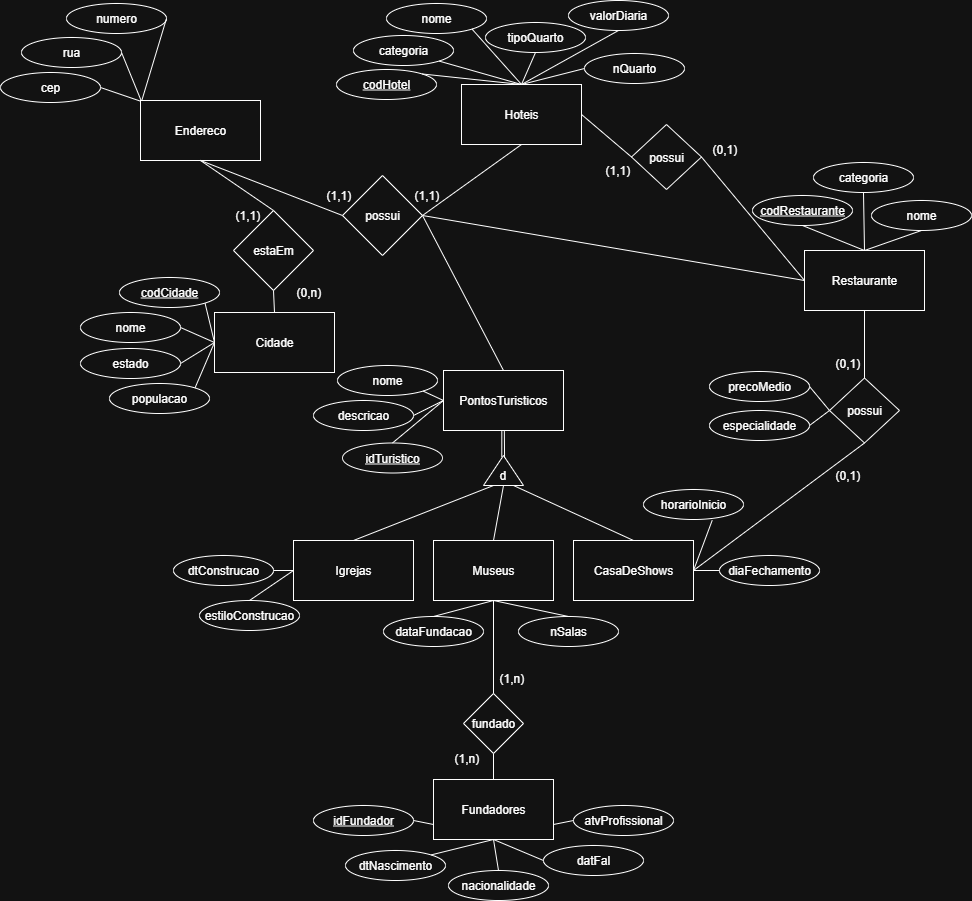 numero
nome
valorDiaria
rua
categoria
tipoQuarto
cep
codHotel
nQuarto
Endereco
Hoteis
possui
(0,1)
(1,1)
categoria
(1,1)
(1,1)
possui
codRestaurante
nome
(1,1)
estaEm
Restaurante
codCidade
(0,n)
nome
Cidade
estado
populacao
(0,1)
nome
PontosTuristicos
precoMedio
descricao
possui
especialidade
idTuristico
d
(0,1)
horarioInicio
dtConstrucao
Igrejas
Museus
CasaDeShows
diaFechamento
estiloConstrucao
dataFundacao
nSalas
(1,n)
fundado
(1,n)
Fundadores
idFundador
atvProfissional
dtNascimento
datFal
nacionalidade